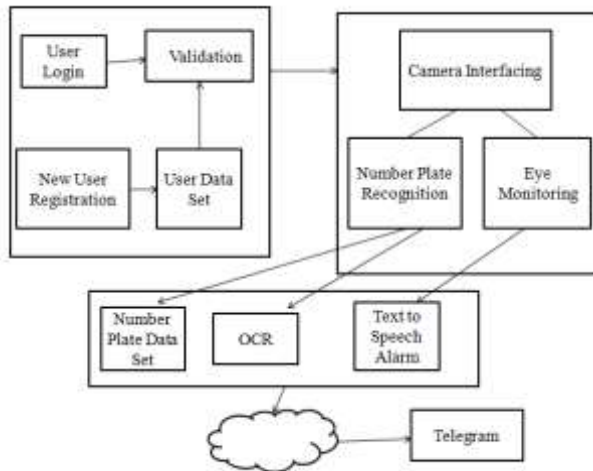 User
Login
Validation
New User
Registration
User Data
Set
Camera Interfacing
Number Plate
Recognition
Eye
Monitoring
Number
Plate Data
Set
OCR
Text to
Speech
Alarm
Telegram